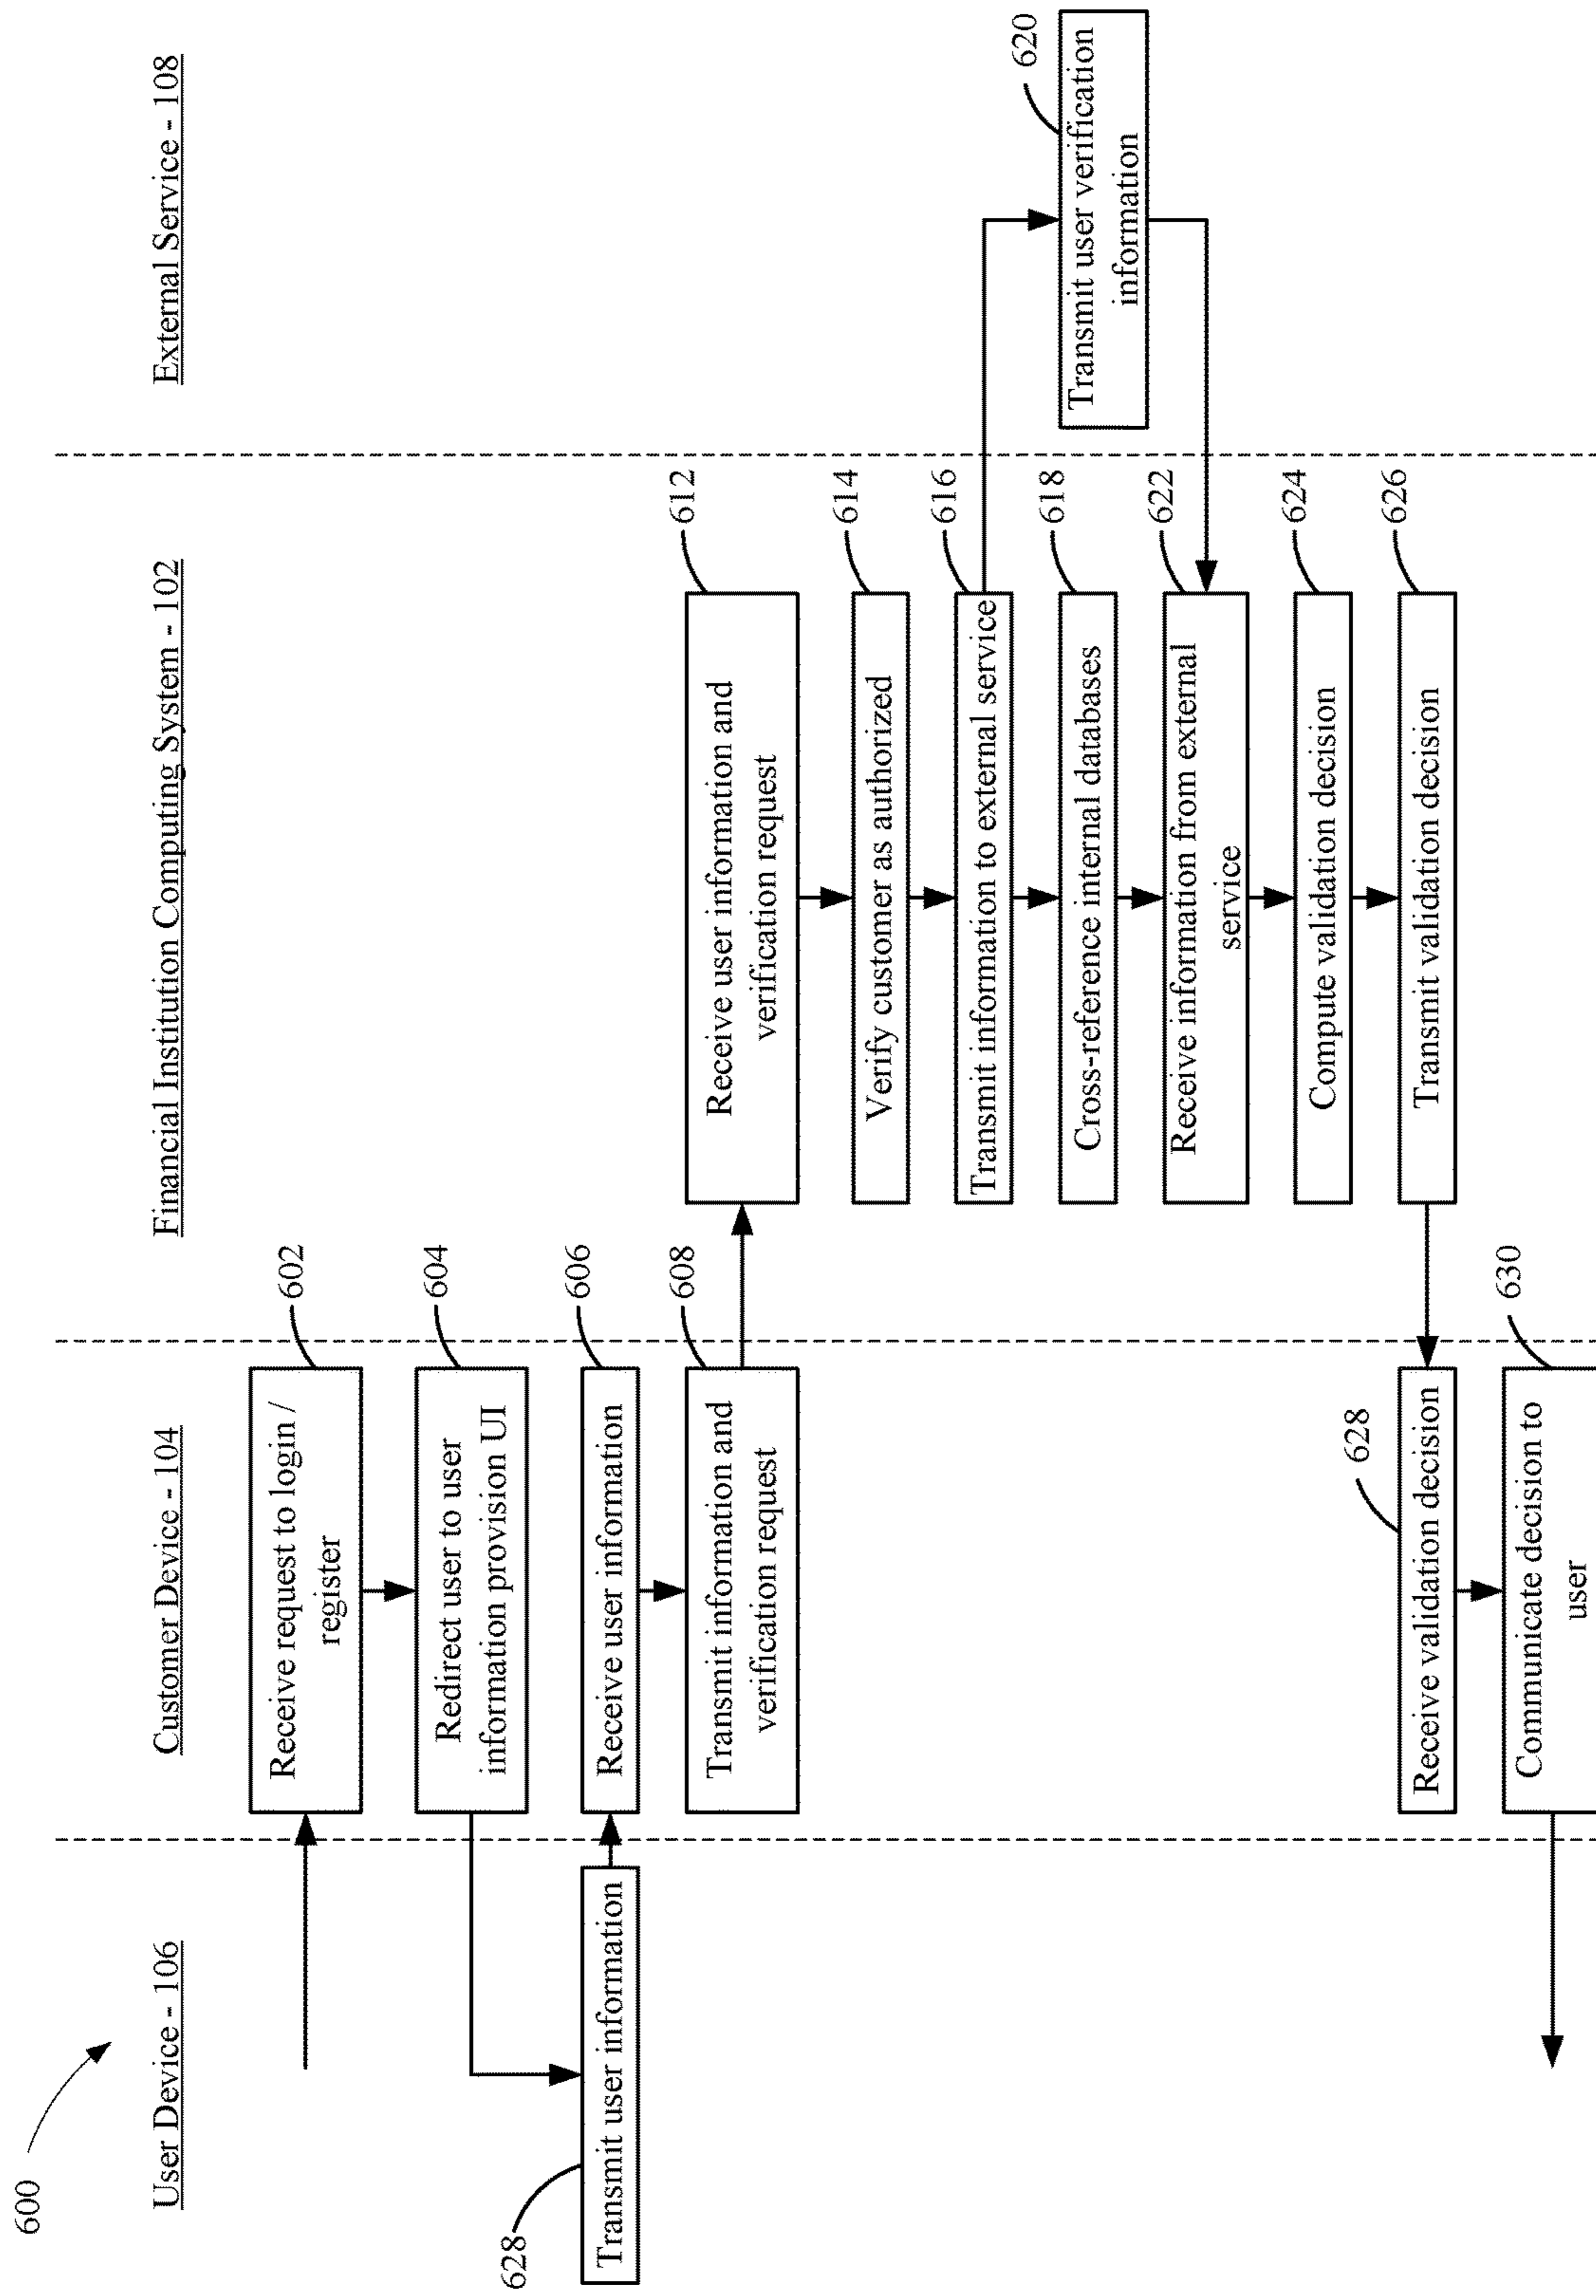 600
User Device - 106
Customer Device - 104
Financial Institution Computing System - 102
External Service - 108
602
Receive request to login /
register
604
Redirect user to user
information provision UI
628
Transmit user information
606
Receive user information
608
Transmit information and
verification request
612
Receive user information and
verification request
614
Verify customer as authorized
616
Transmit information to external service
618
Cross-reference internal databases
620
Transmit user verification
information
622
Receive information from external
service
624
Compute validation decision
626
Transmit validation decision
628
Receive validation decision
630
Communicate decision to
user